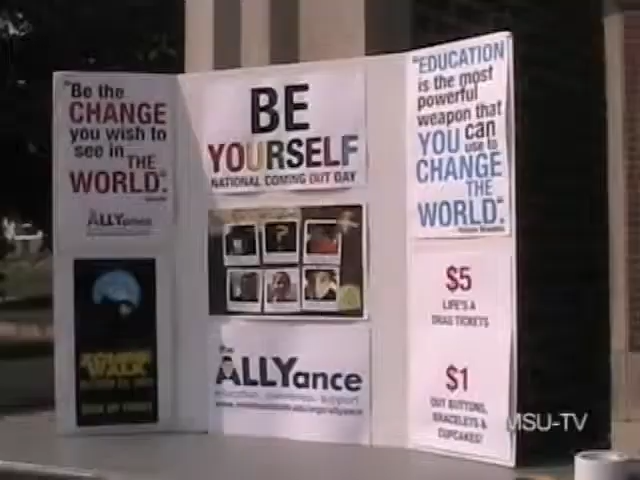 "Be the
CHANGE
you wish to
see in THE
WORLD."
ALLYance
BE
YOURSELF
NATIONAL COMING OUT DAY
the
ALLYance
"EDUCATION
is the most
powerful
weapon that
YOU can
use to
CHANGE
THE
WORLD."
$5
LIFE'S A
DRAG TICKETS
$1
OUT BUTTONS,
BRACELETS &
CUPCAKES!
MSU-TV